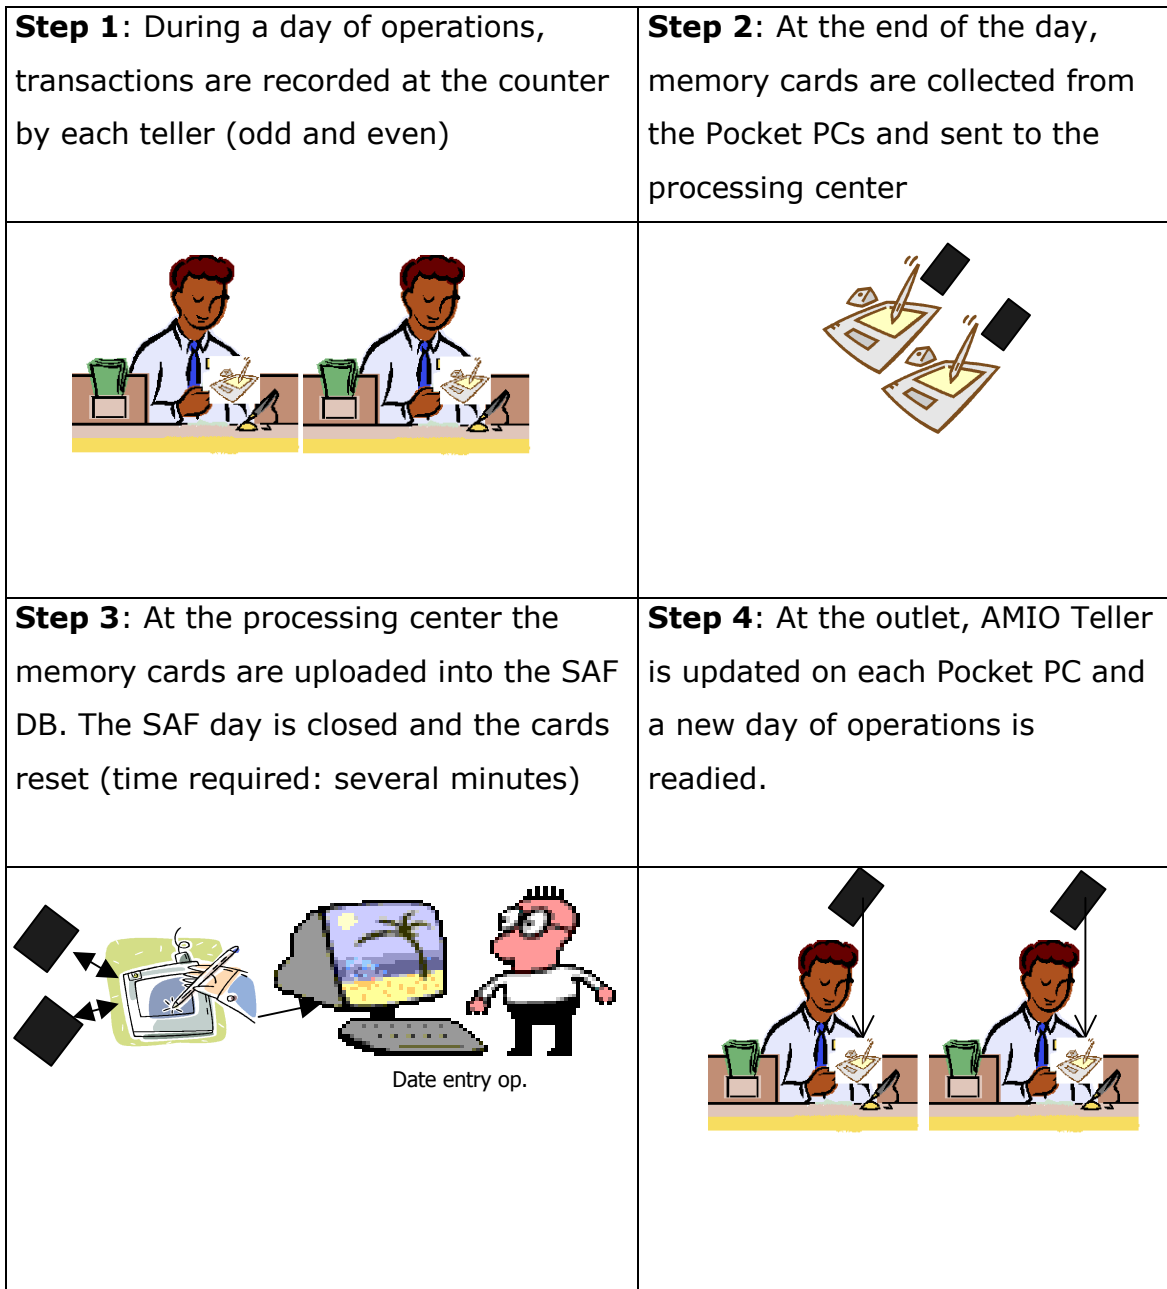 Step 1: During a day of operations,
transactions are recorded at the counter
by each teller (odd and even)
Step 2: At the end of the day,
memory cards are collected from
the Pocket PCs and sent to the
processing center
Step 3: At the processing center the
memory cards are uploaded into the SAF
DB. The SAF day is closed and the cards
reset (time required: several minutes)
Step 4: At the outlet, AMIO Teller
is updated on each Pocket PC and
a new day of operations is
readied.
Date entry op.